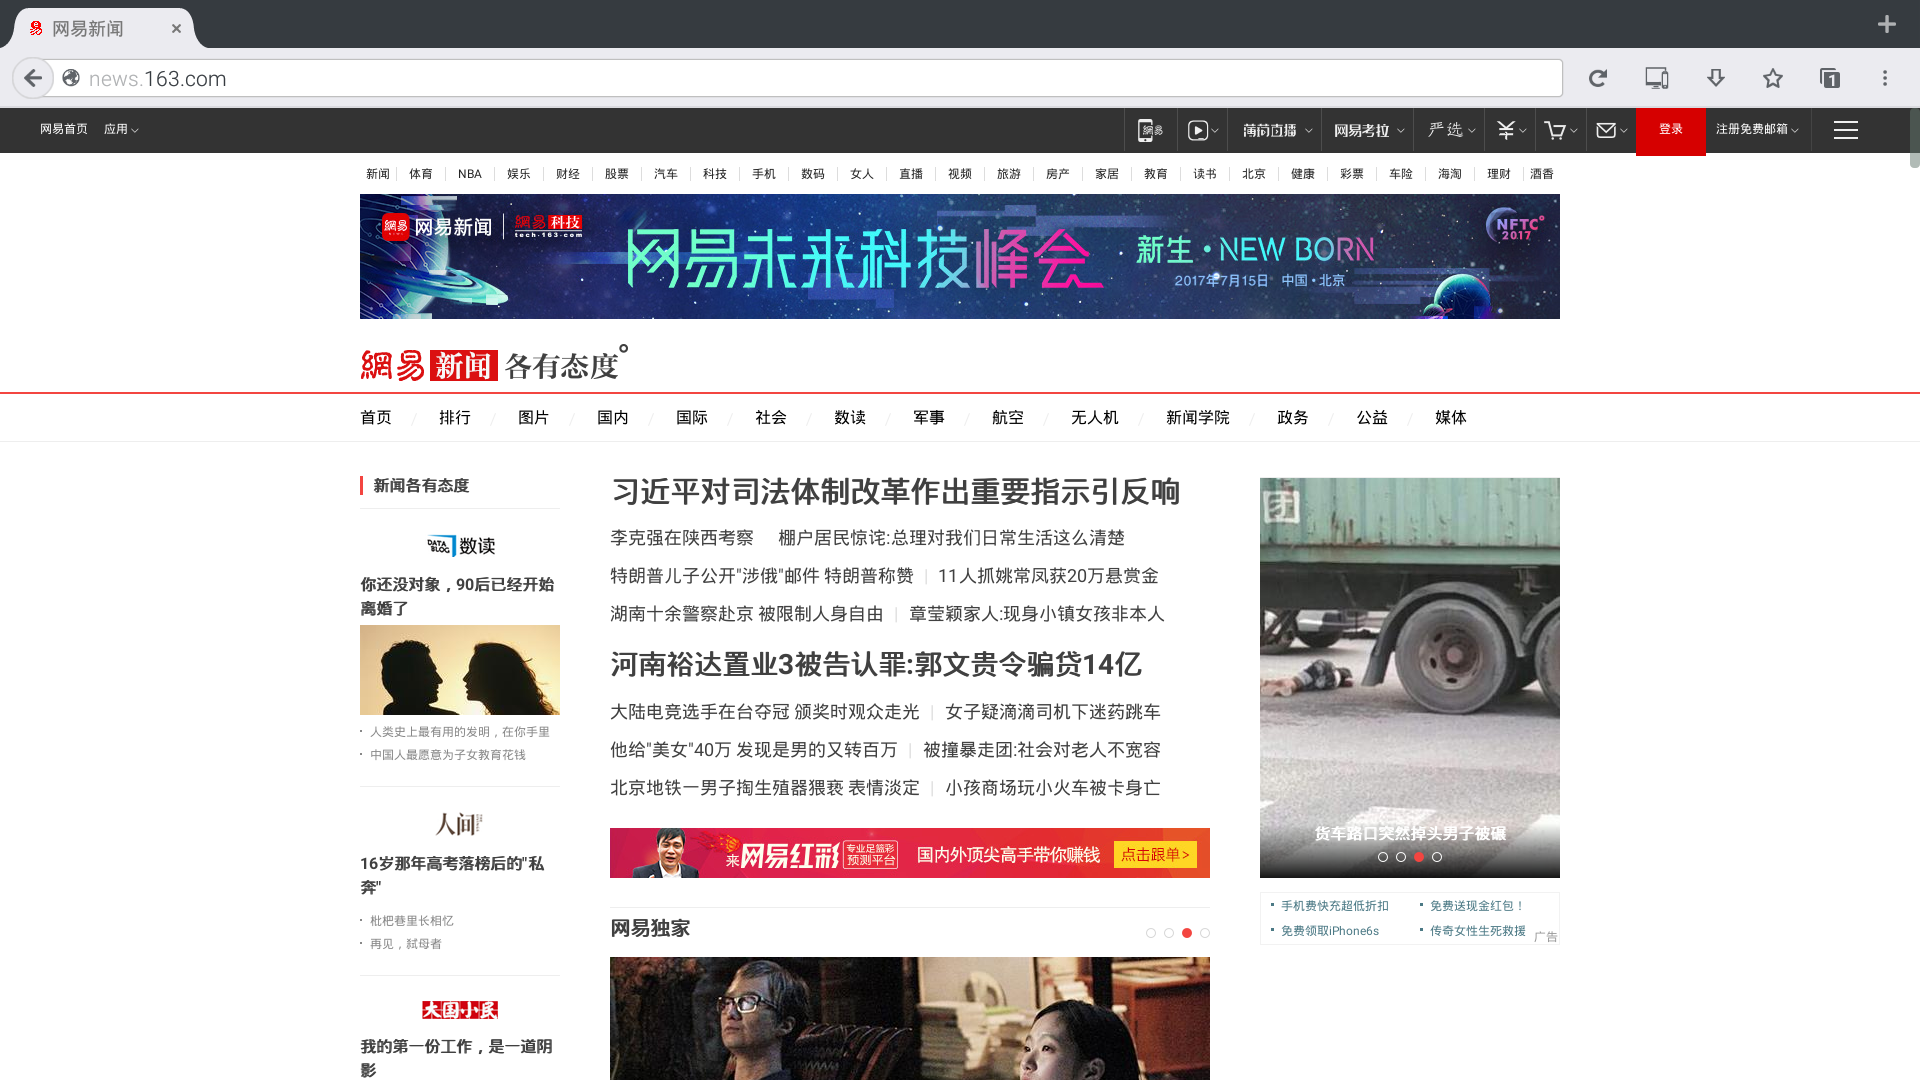 网易新闻
news.163.com
1
网易首页 应用
網易
薄荷直播 网易考拉 严选 登录 注册免费邮箱
新闻 体育 NBA 娱乐 财经 股票 汽车 科技 手机 数码 女人 直播 视频 旅游 房产 家居 教育 读书 北京 健康 彩票 车险 海淘 理财 酒香
網易 网易新闻 網易科技
tech·163·com
网易未来科技峰会 新生·NEW BORN
2017年7月15日 中国·北京
NFTC
2017
網易 新闻 各有态度
首页 / 排行 / 图片 / 国内 / 国际 / 社会 / 数读 / 军事 / 航空 / 无人机 / 新闻学院 / 政务 / 公益 / 媒体
新闻各有态度
DATA
BLOG 数读
你还没对象，90后已经开始
离婚了
人类史上最有用的发明，在你手里
中国人最愿意为子女教育花钱
人间
16岁那年高考落榜后的"私
奔"
枇杷巷里长相忆
再见，弑母者
大国小民
我的第一份工作，是一道阴
影
习近平对司法体制改革作出重要指示引反响
李克强在陕西考察 棚户居民惊诧:总理对我们日常生活这么清楚
特朗普儿子公开"涉俄"邮件 特朗普称赞 | 11人抓姚常凤获20万悬赏金
湖南十余警察赴京 被限制人身自由 | 章莹颖家人:现身小镇女孩非本人
河南裕达置业3被告认罪:郭文贵令骗贷14亿
大陆电竞选手在台夺冠 颁奖时观众走光 | 女子疑滴滴司机下迷药跳车
他给"美女"40万 发现是男的又转百万 | 被撞暴走团:社会对老人不宽容
北京地铁一男子掏生殖器猥亵 表情淡定 | 小孩商场玩小火车被卡身亡
来网易红彩 专业足篮彩
预测平台 国内外顶尖高手带你赚钱 点击跟单>
网易独家
团
货车路口突然掉头男子被碾
手机费快充超低折扣 免费送现金红包！
免费领取iPhone6s 传奇女性生死救援
广告